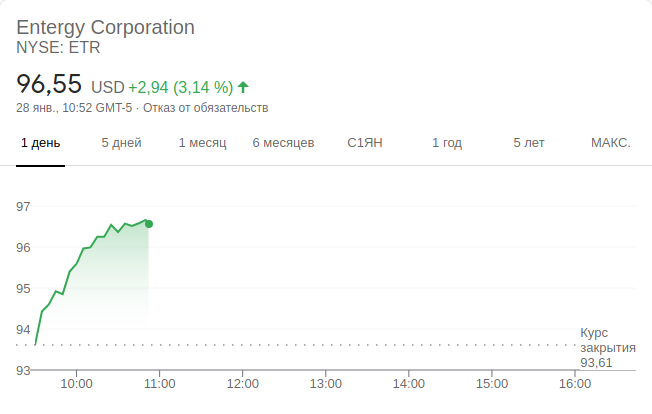 Entergy Corporation
NYSE: ETR
96,55 USD +2,94 (3,14 %)
28 янв., 10:52 GMT-5 · Отказ от обязательств
1 день 5 дней 1 месяц 6 месяцев С1ЯН 1 год 5 лет МАКС.
97
96
95
94
93
Курс
закрытия
93,61
10:00 11:00 12:00 13:00 14:00 15:00 16:00